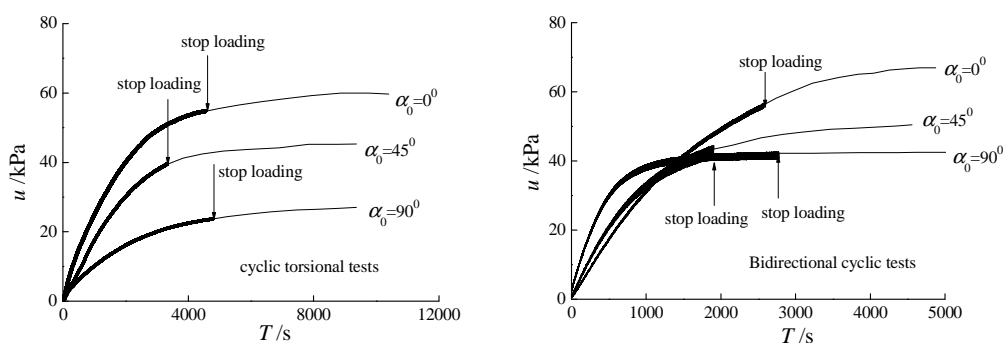 80
60
40
20
0
u /kPa
stop loading
stop loading
stop loading
α₀=0⁰
α₀=45⁰
α₀=90⁰
cyclic torsional tests
0
4000
8000
12000
T /s
80
60
40
20
0
u /kPa
stop loading
α₀=0⁰
α₀=45⁰
α₀=90⁰
stop loading
stop loading
Bidirectional cyclic tests
0
1000
2000
3000
4000
5000
T /s